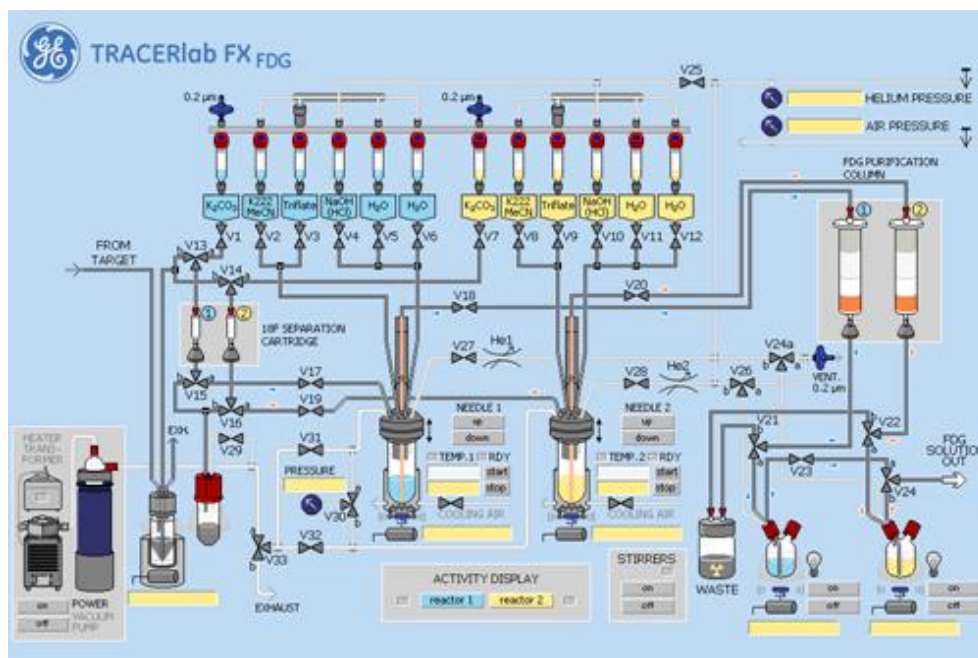 TRACERlab FX FDG
V25
0.2 µm
0.2 µm
HELIUM PRESSURE
AIR PRESSURE
FDG PURIFICATION
COLUMN
K₂CO₃
K222
MeCN
Triflate
NaOH
(HCl)
H₂O
H₂O
K₂CO₃
K222
MeCN
Triflate
NaOH
(HCl)
H₂O
H₂O
1
2
V1
V2
V3
V4
V5
V6
V7
V8
V9
V10
V11
V12
FROM
TARGET
V13
V14
V18
V20
1
2
18F SEPARATION
CARTRIDGE
V27
He1
V24a
b
a
VENT.
0.2 µm
V28
He2
V26
b
a
V15
V17
V19
V16
V29
EXH.
HEATER
TRANS-
FORMER
V31
PRESSURE
V30
b
V32
V33
b
EXHAUST
NEEDLE 1
up
down
TEMP.1
RDY
start
stop
COOLING AIR
NEEDLE 2
up
down
TEMP.2
RDY
start
stop
COOLING AIR
V21
V22
V23
V24
b
FDG
SOLUTION
OUT
WASTE
on
off
POWER
VACUUM
PUMP
ACTIVITY DISPLAY
reactor 1
reactor 2
STIRRERS
on
off
on
off
on
off